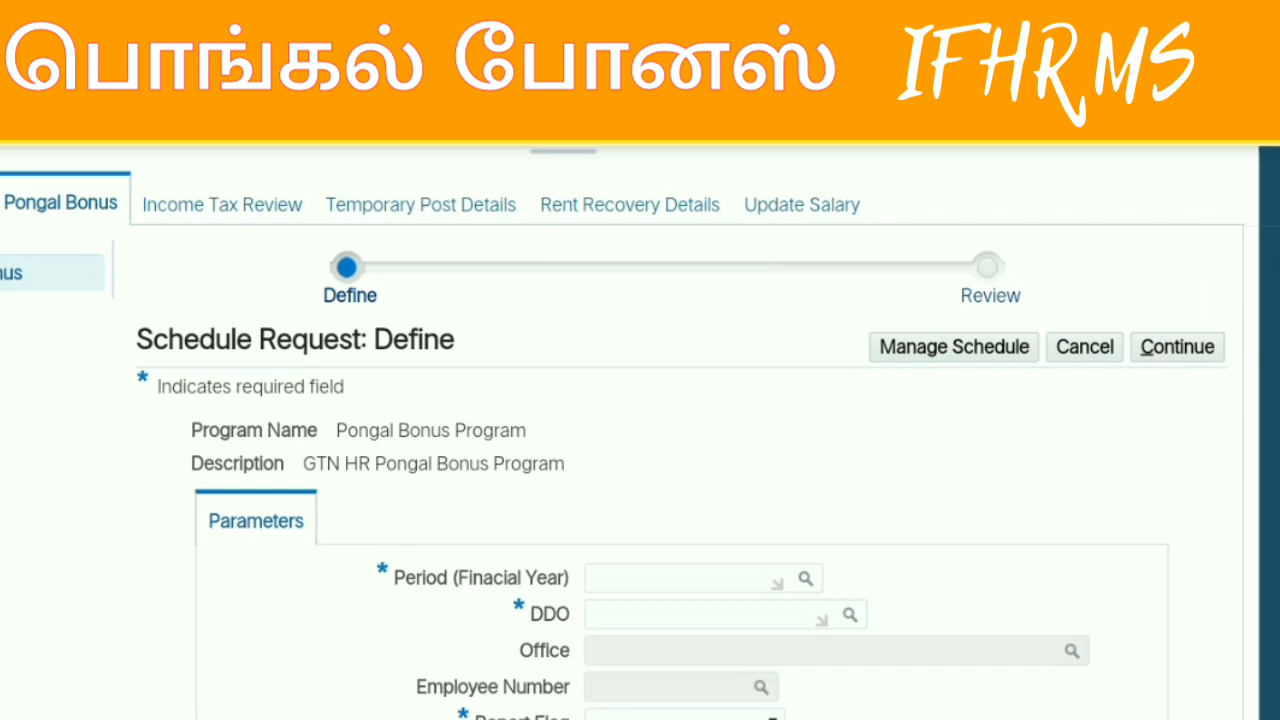 பொங்கல் போனஸ் IFHRMS
Pongal Bonus Income Tax Review Temporary Post Details Rent Recovery Details Update Salary
Define Review
Schedule Request: Define Manage Schedule Cancel Continue
* Indicates required field
Program Name Pongal Bonus Program
Description GTN HR Pongal Bonus Program
Parameters
* Period (Finacial Year)
* DDO
Office
Employee Number